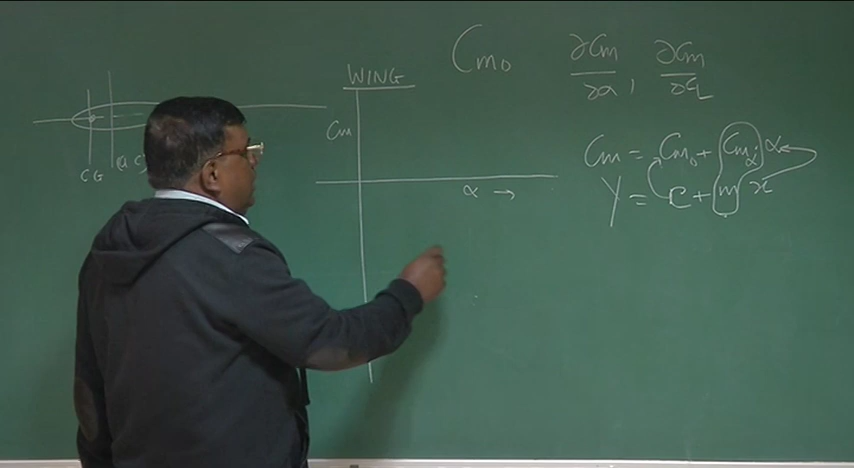 Cm₀ ∂Cm/∂α, ∂Cm/∂CL
WING
Cm
α →
CG (AC)
Cm = Cm₀ + Cmα α
Y = C + m x